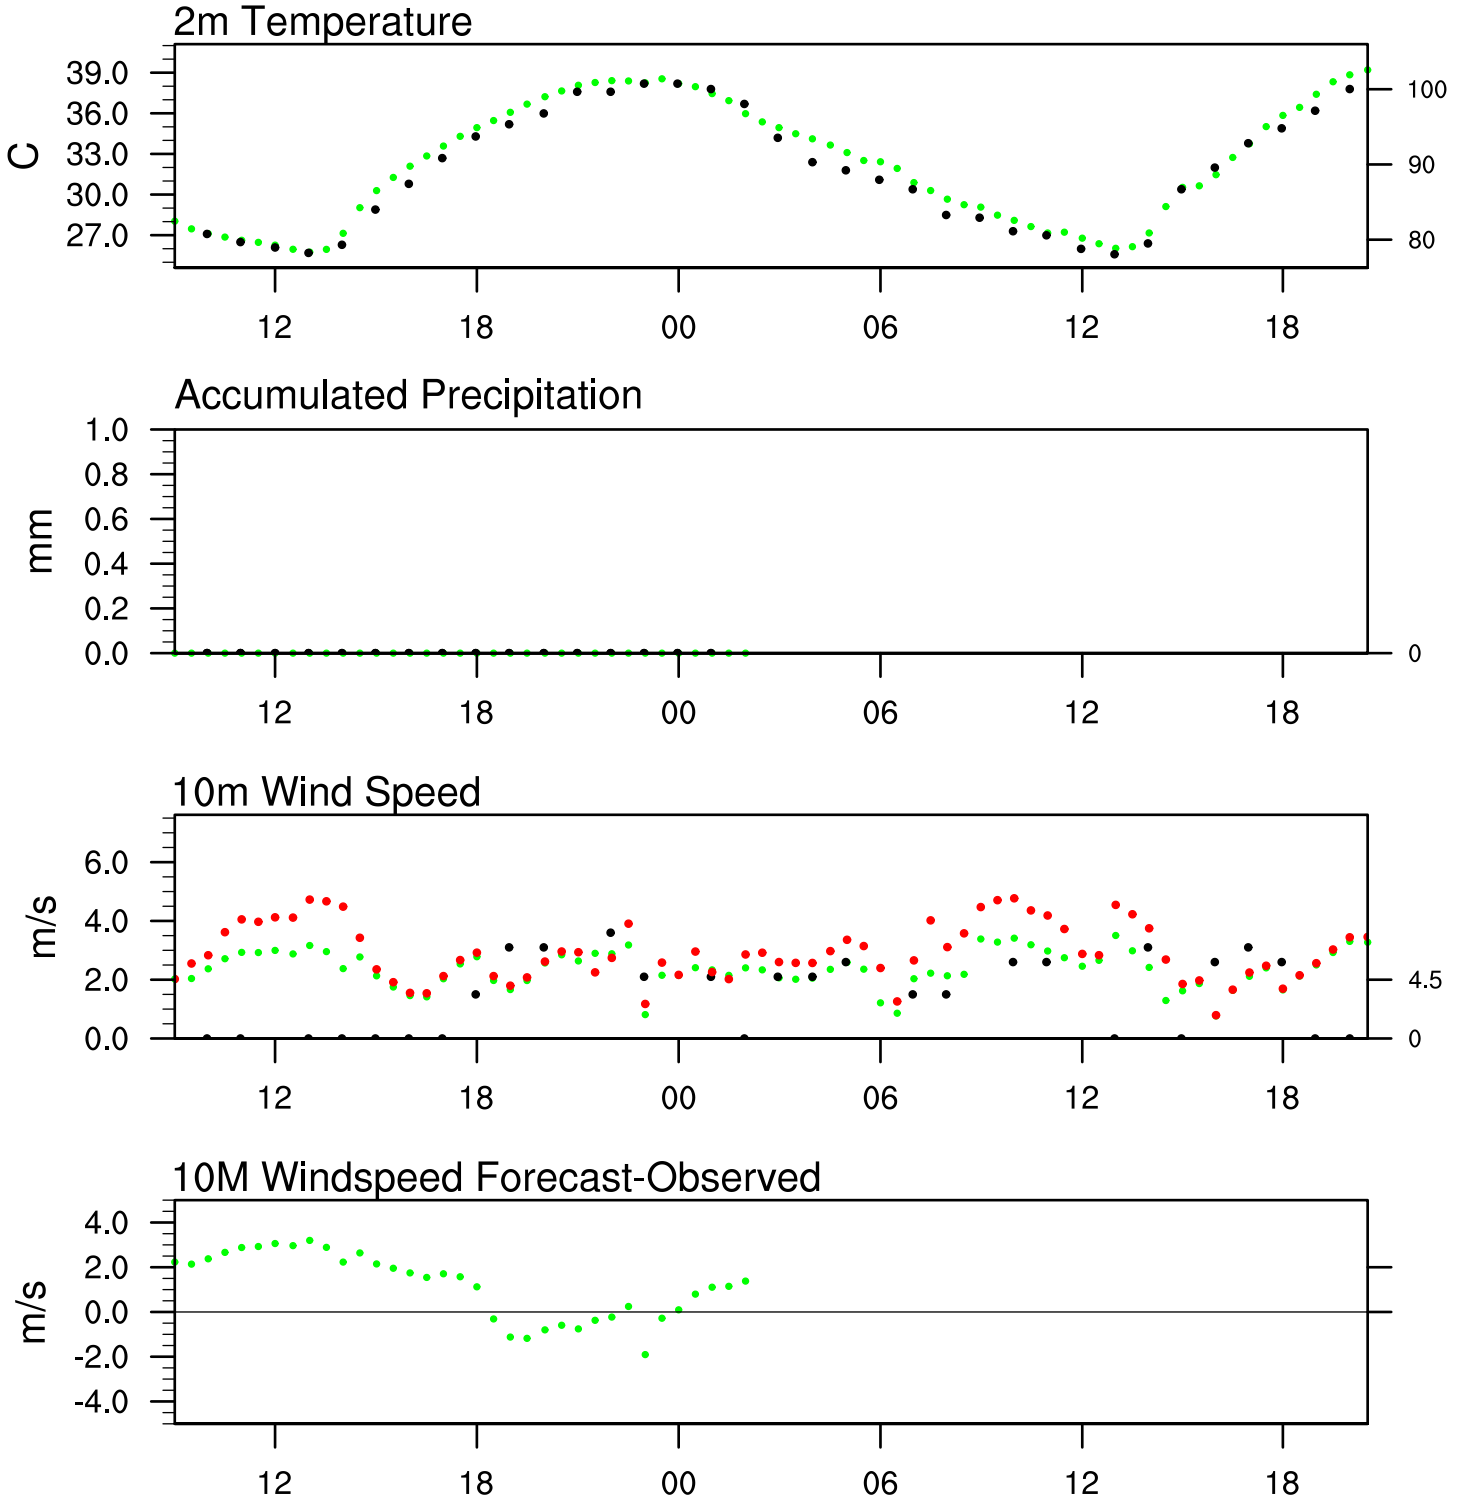 2m Temperature
39.0
36.0
33.0
30.0
27.0
C
100
90
80
12 18 00 06 12 18
Accumulated Precipitation
1.0
0.8
0.6
0.4
0.2
0.0
mm
0
12 18 00 06 12 18
10m Wind Speed
6.0
4.0
2.0
0.0
m/s
4.5
0
12 18 00 06 12 18
10M Windspeed Forecast-Observed
4.0
2.0
0.0
-2.0
-4.0
m/s
12 18 00 06 12 18